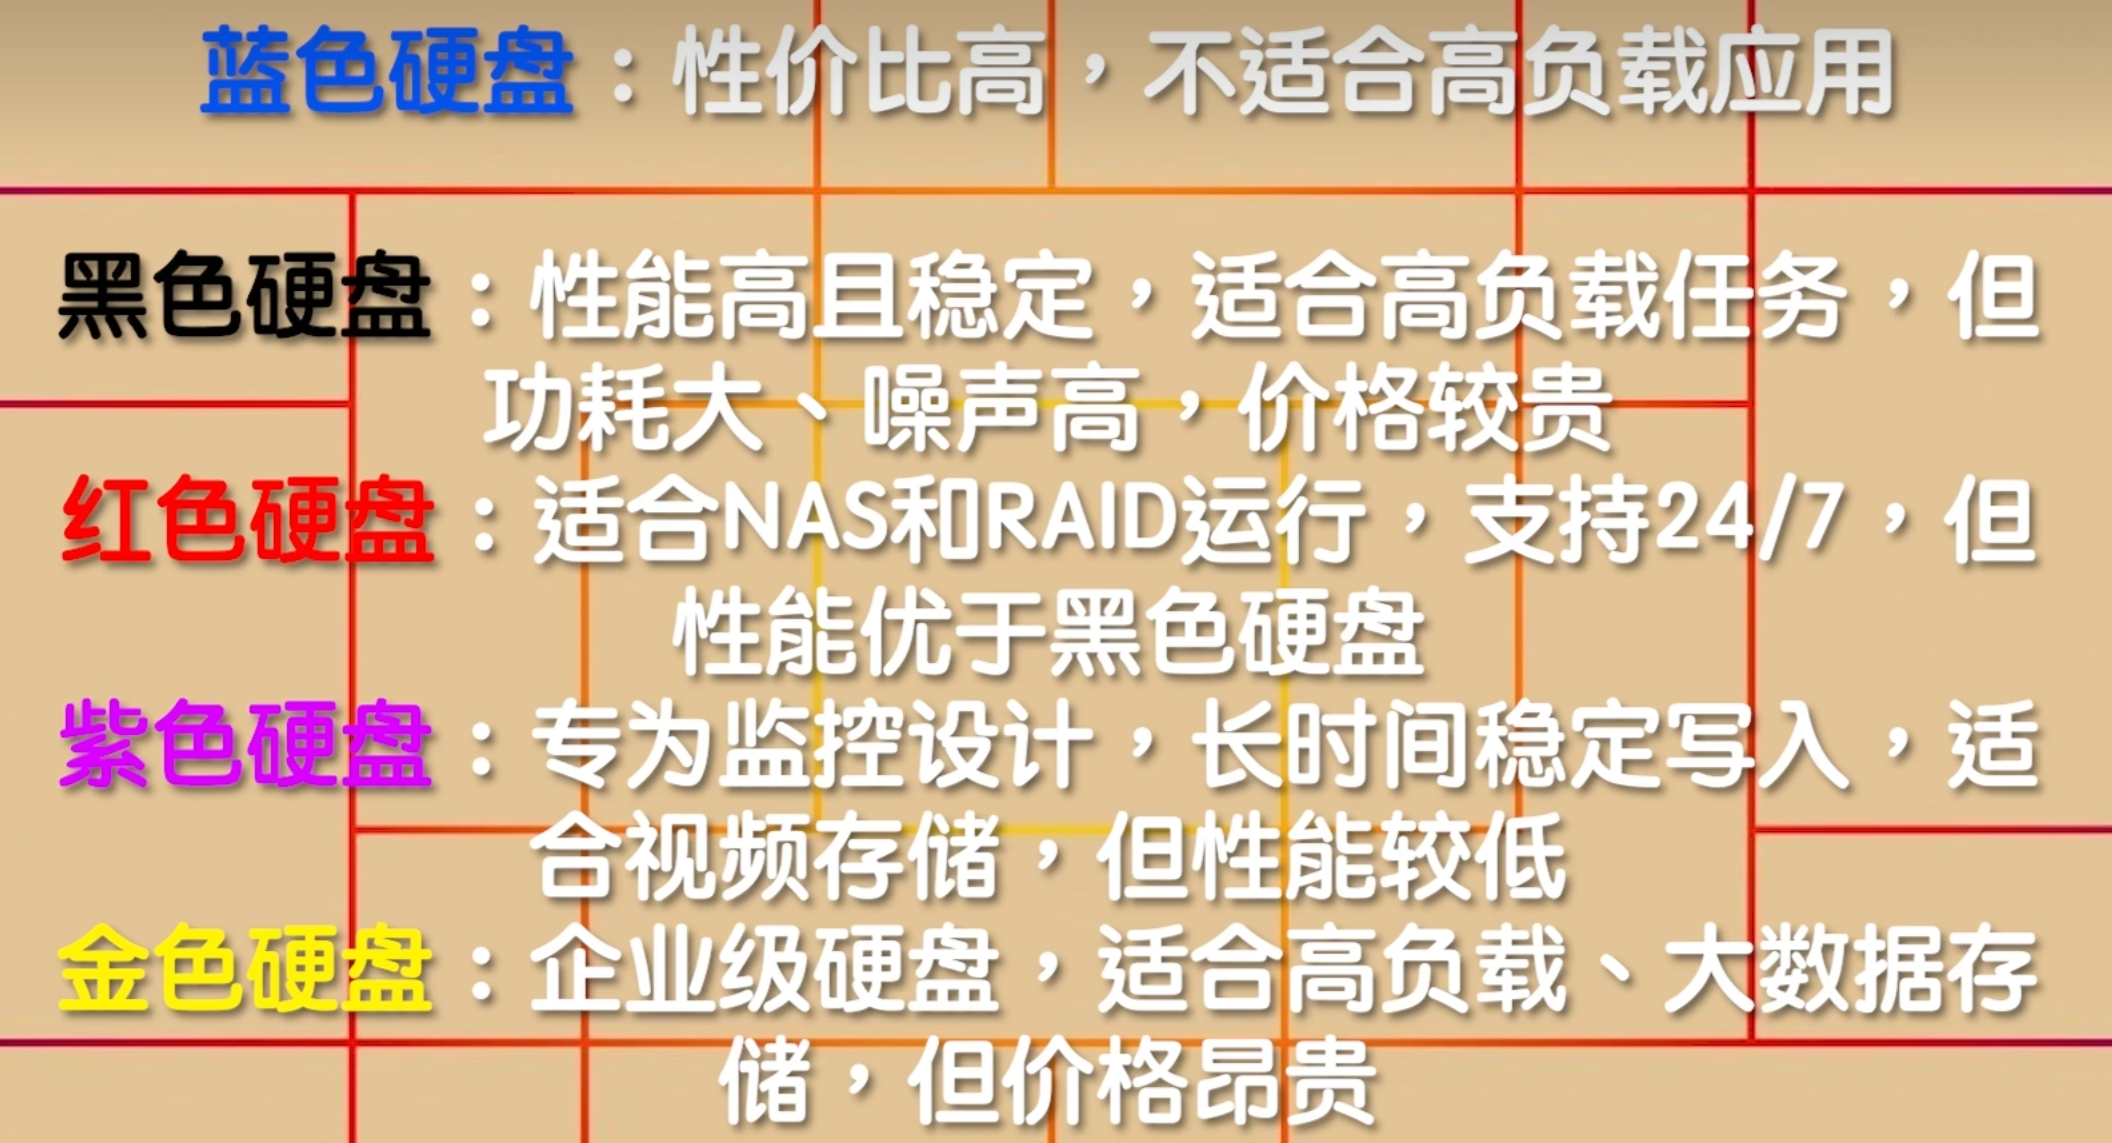 蓝色硬盘：性价比高，不适合高负载应用
黑色硬盘：性能高且稳定，适合高负载任务，但
功耗大、噪声高，价格较贵
红色硬盘：适合NAS和RAID运行，支持24/7，但
性能优于黑色硬盘
紫色硬盘：专为监控设计，长时间稳定写入，适
合视频存储，但性能较低
金色硬盘：企业级硬盘，适合高负载、大数据存
储，但价格昂贵